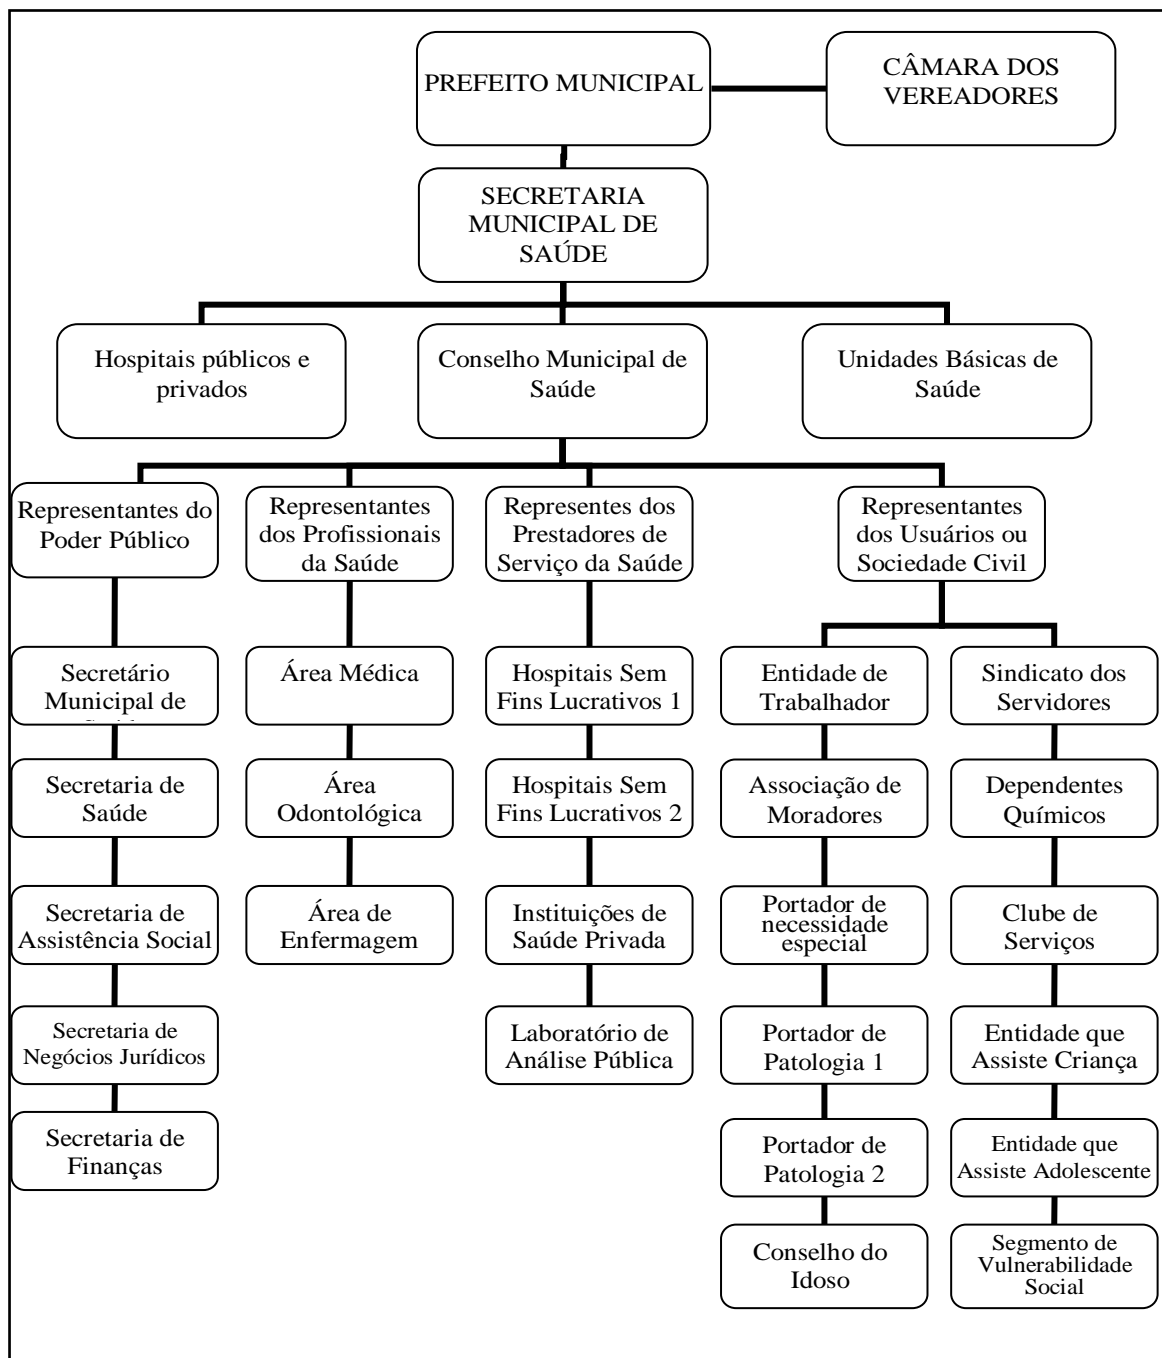 PREFEITO MUNICIPAL
CÂMARA DOS
VEREADORES
SECRETARIA
MUNICIPAL DE
SAÚDE
Hospitais públicos e
privados
Conselho Municipal de
Saúde
Unidades Básicas de
Saúde
Representantes do
Poder Público
Representantes
dos Profissionais
da Saúde
Representes dos
Prestadores de
Serviço da Saúde
Representantes
dos Usuários ou
Sociedade Civil
Secretário
Municipal de
Área Médica
Hospitais Sem
Fins Lucrativos 1
Entidade de
Trabalhador
Sindicato dos
Servidores
Secretaria de
Saúde
Área
Odontológica
Hospitais Sem
Fins Lucrativos 2
Associação de
Moradores
Dependentes
Químicos
Secretaria de
Assistência Social
Área de
Enfermagem
Instituições de
Saúde Privada
Portador de
necessidade
especial
Clube de
Serviços
Secretaria de
Negócios Jurídicos
Laboratório de
Análise Pública
Portador de
Patologia 1
Entidade que
Assiste Criança
Secretaria de
Finanças
Portador de
Patologia 2
Entidade que
Assiste Adolescente
Conselho do
Idoso
Segmento de
Vulnerabilidade
Social